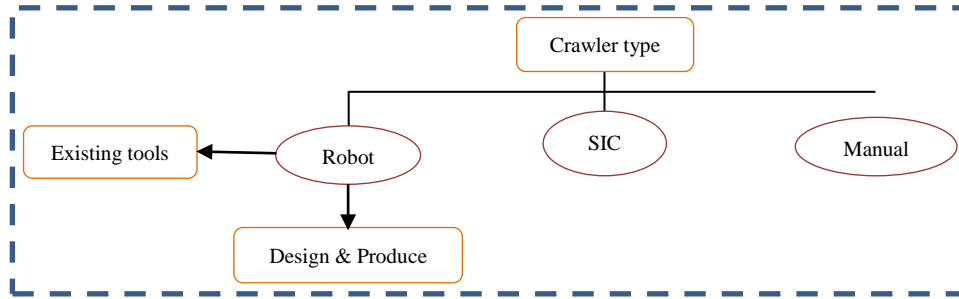 Crawler type
Existing tools
Robot
SIC
Manual
Design & Produce